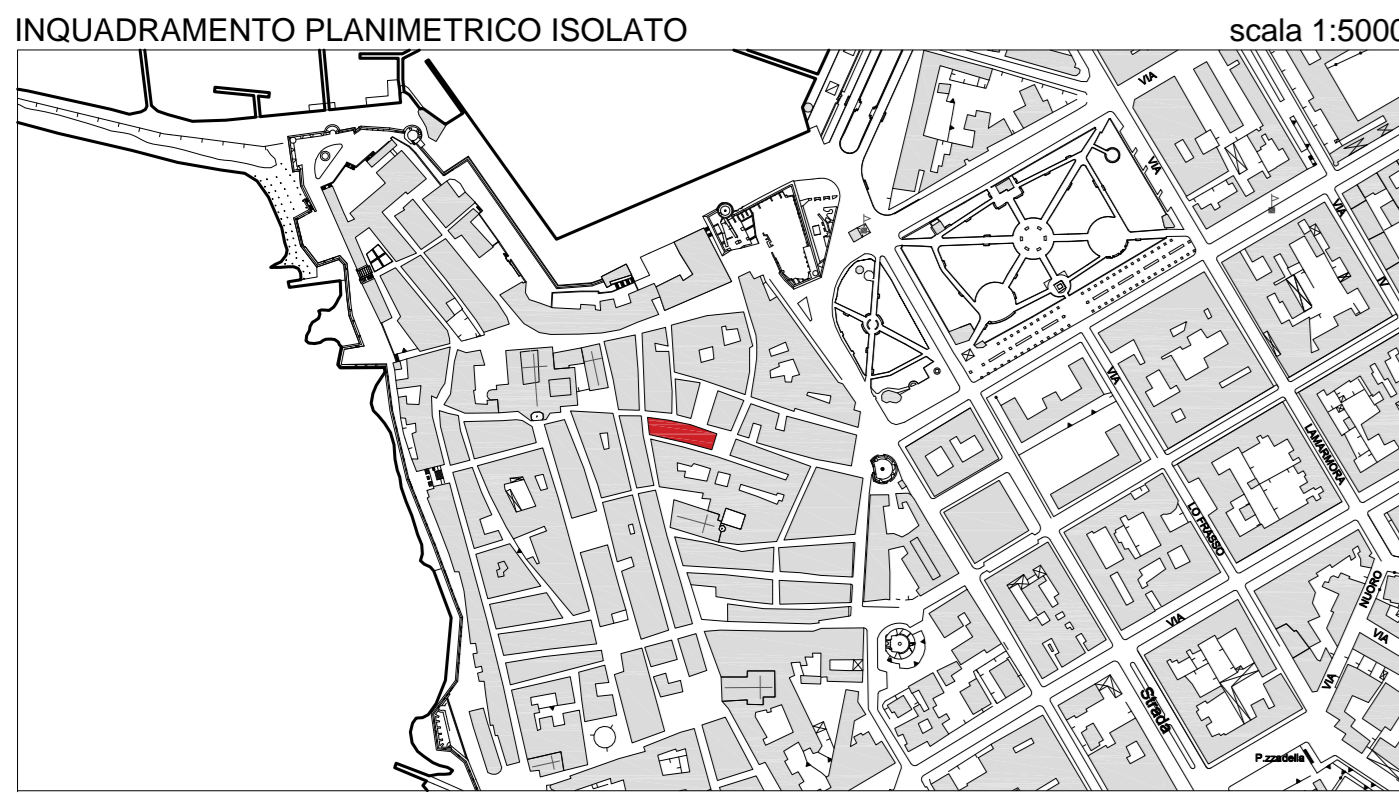 INQUADRAMENTO PLANIMETRICO ISOLATO
scala 1:5000
VIA
VIA
VIA
VIA
LAMARMORA
LO FRASSO
NUORO
VIA
VIA
VIA
Strada
P.zzadella